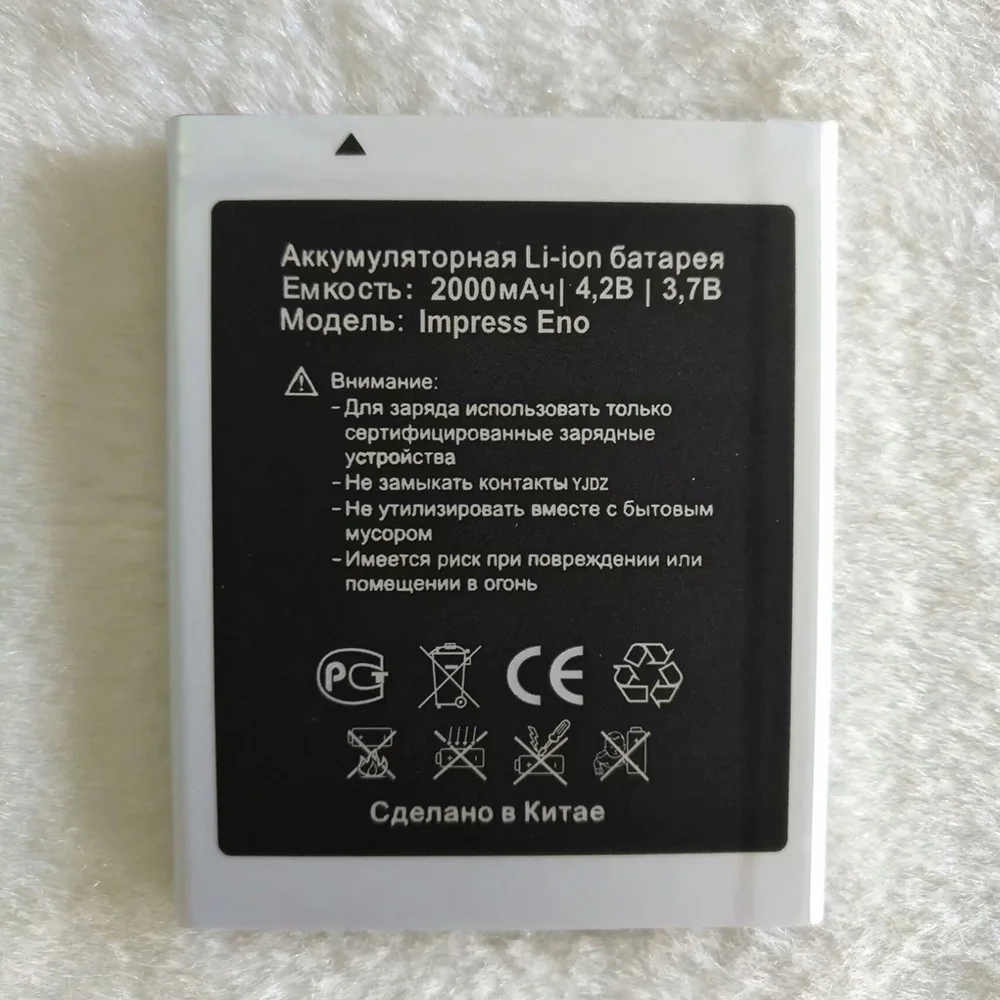 Аккумуляторная Li-ion батарея
Емкость: 2000мАч| 4,2В | 3,7В
Модель: Impress Eno
Внимание:
- Для заряда использовать только
сертифицированные зарядные
устройства
- Не замыкать контакты YJDZ
- Не утилизировать вместе с бытовым
мусором
- Имеется риск при повреждении или
помещении в огонь
РСТ CE
Сделано в Китае